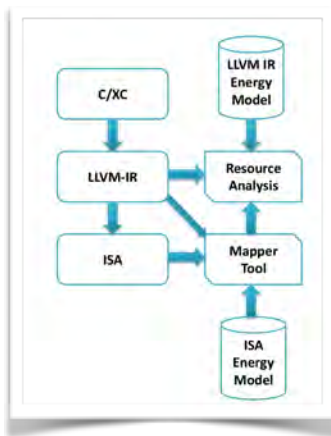 LLVM IR
Energy
Model
C/XC
LLVM-IR
Resource
Analysis
ISA
Mapper
Tool
ISA
Energy
Model